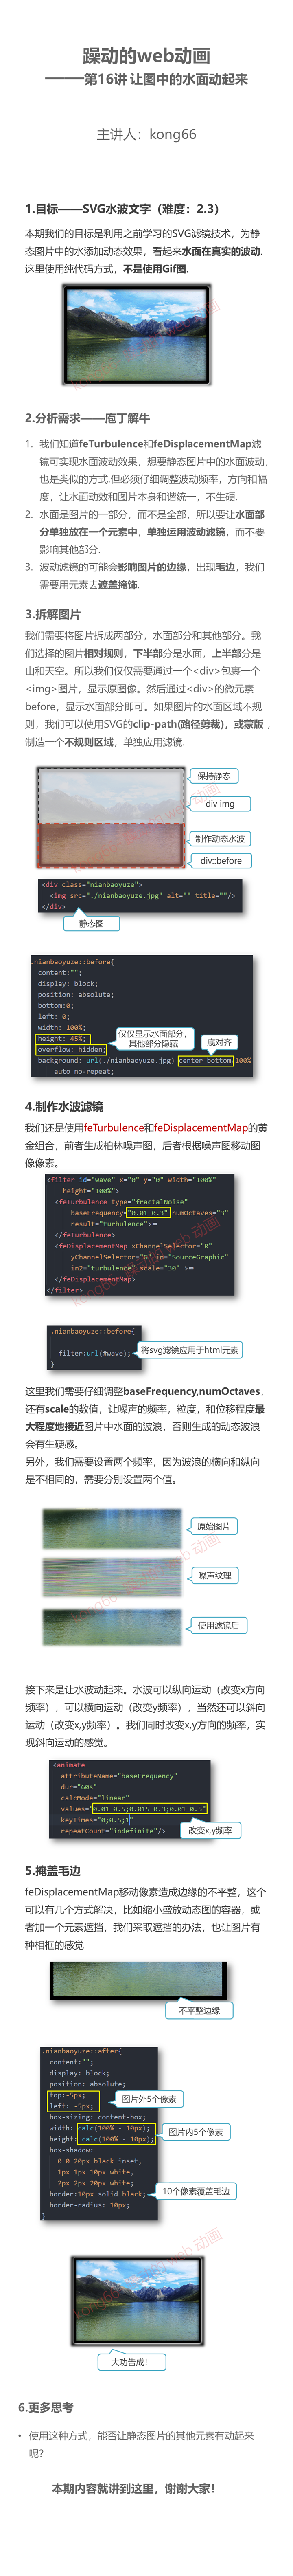 躁动的web动画
——第16讲 让图中的水面动起来
主讲人：kong66
1.目标——SVG水波文字（难度：2.3）
本期我们的目标是利用之前学习的SVG滤镜技术，为静
态图片中的水添加动态效果，看起来水面在真实的波动.
这里使用纯代码方式，不是使用Gif图.
2.分析需求——庖丁解牛
1. 我们知道feTurbulence和feDisplacementMap滤
镜可实现水面波动效果，想要静态图片中的水面波动，
也是类似的方式.但必须仔细调整波动频率，方向和幅
度，让水面动效和图片本身和谐统一，不生硬.
2. 水面是图片的一部分，而不是全部，所以要让水面部
分单独放在一个元素中，单独运用波动滤镜，而不要
影响其他部分.
3. 波动滤镜的可能会影响图片的边缘，出现毛边，我们
需要用元素去遮盖掩饰.
3.拆解图片
我们需要将图片拆成两部分，水面部分和其他部分。我
们选择的图片相对规则，下半部分是水面，上半部分是
山和天空。所以我们仅仅需要通过一个<div>包裹一个
<img>图片，显示原图像。然后通过<div>的微元素
before，显示水面部分即可。如果图片的水面区域不规
则，我们可以使用SVG的clip-path(路径剪裁)，或蒙版，
制造一个不规则区域，单独应用滤镜.
保持静态
div img
制作动态水波
div::before
<div class="nianbaoyuze">
<img src="./nianbaoyuze.jpg" alt="" title=""/>
</div>
静态图
.nianbaoyuze::before{
content:"";
display: block;
position: absolute;
bottom:0;
left: 0;
width: 100%;
height: 45%;
overflow: hidden;
background: url(./nianbaoyuze.jpg) center bottom/100%
auto no-repeat;
仅仅显示水面部分，
其他部分隐藏
底对齐
4.制作水波滤镜
我们还是使用feTurbulence和feDisplacementMap的黄
金组合，前者生成柏林噪声图，后者根据噪声图移动图
像像素。
<filter id="wave" x="0" y="0" width="100%"
height="100%">
<feTurbulence type="fractalNoise"
baseFrequency="0.01 0.3" numOctaves="3"
result="turbulence">
</feTurbulence>
<feDisplacementMap xChannelSelector="R"
yChannelSelector="G" in="SourceGraphic"
in2="turbulence" scale="30" >
</feDisplacementMap>
</filter>
.nianbaoyuze::before{
filter:url(#wave);
}
将svg滤镜应用于html元素
这里我们需要仔细调整baseFrequency,numOctaves，
还有scale的数值，让噪声的频率，粒度，和位移程度最
大程度地接近图片中水面的波浪，否则生成的动态波浪
会有生硬感。
另外，我们需要设置两个频率，因为波浪的横向和纵向
是不相同的，需要分别设置两个值。
原始图片
噪声纹理
使用滤镜后
接下来是让水波动起来。水波可以纵向运动（改变x方向
频率），可以横向运动（改变y频率），当然还可以斜向
运动（改变x,y频率）。我们同时改变x,y方向的频率，实
现斜向运动的感觉。
<animate
attributeName="baseFrequency"
dur="60s"
calcMode="linear"
values="0.01 0.5;0.015 0.3;0.01 0.5"
keyTimes="0;0.5;1"
repeatCount="indefinite"/>
改变x,y频率
5.掩盖毛边
feDisplacementMap移动像素造成边缘的不平整，这个
可以有几个方式解决，比如缩小盛放动态图的容器，或
者加一个元素遮挡，我们采取遮挡的办法，也让图片有
种相框的感觉
不平整边缘
.nianbaoyuze::after{
content:"";
display: block;
position: absolute;
top:-5px;
left: -5px;
box-sizing: content-box;
width: calc(100% - 10px);
height: calc(100% - 10px);
box-shadow:
0 0 20px black inset,
1px 1px 10px white,
2px 2px 20px white;
border:10px solid black;
border-radius: 10px;
}
图片外5个像素
图片内5个像素
10个像素覆盖毛边
大功告成！
6.更多思考
• 使用这种方式，能否让静态图片的其他元素有动起来
呢？
本期内容就讲到这里，谢谢大家！